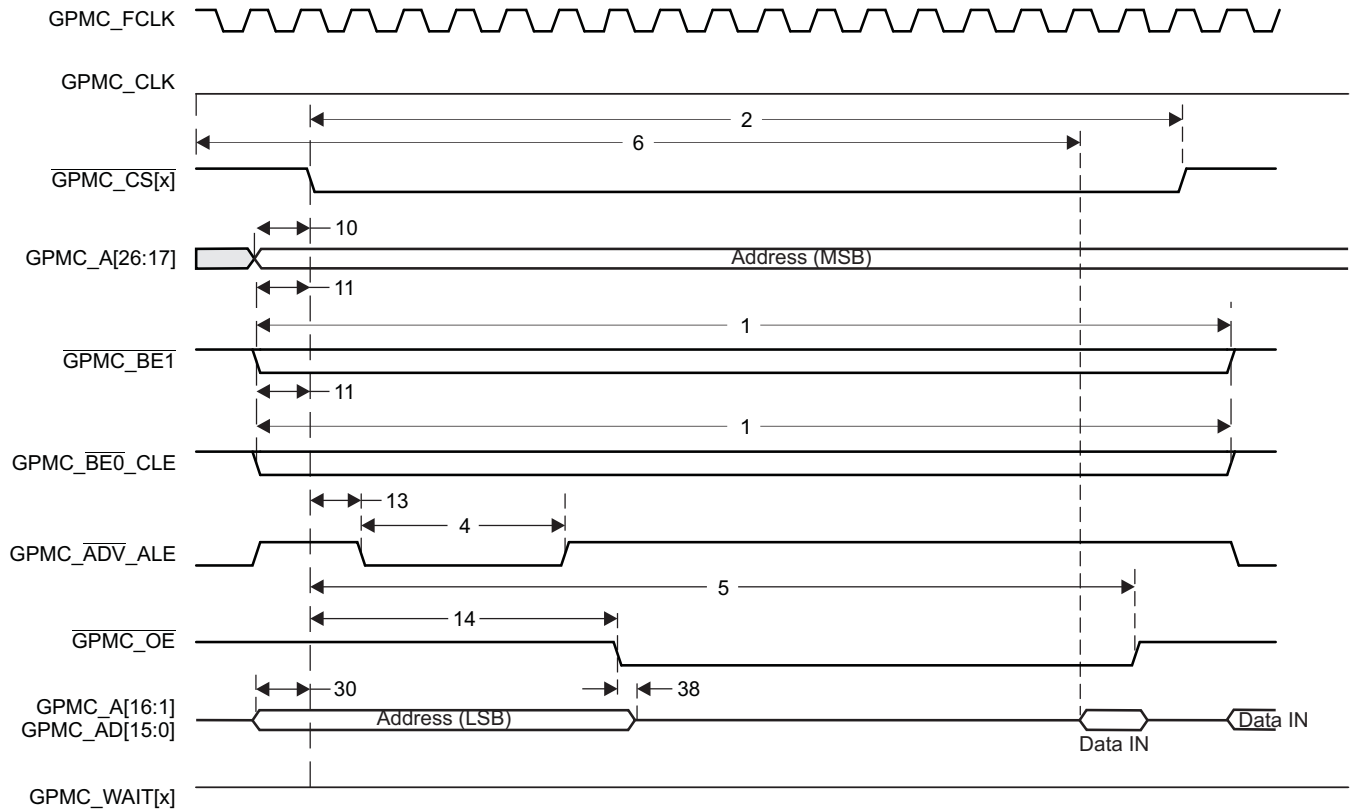 GPMC_FCLK
GPMC_CLK
2
6
GPMC_CS[x]
10
GPMC_A[26:17]
Address (MSB)
11
1
GPMC_BE1
11
1
GPMC_BE0_CLE
13
4
GPMC_ADV_ALE
5
14
GPMC_OE
30
38
GPMC_A[16:1]
GPMC_AD[15:0]
Address (LSB)
Data IN
Data IN
GPMC_WAIT[x]